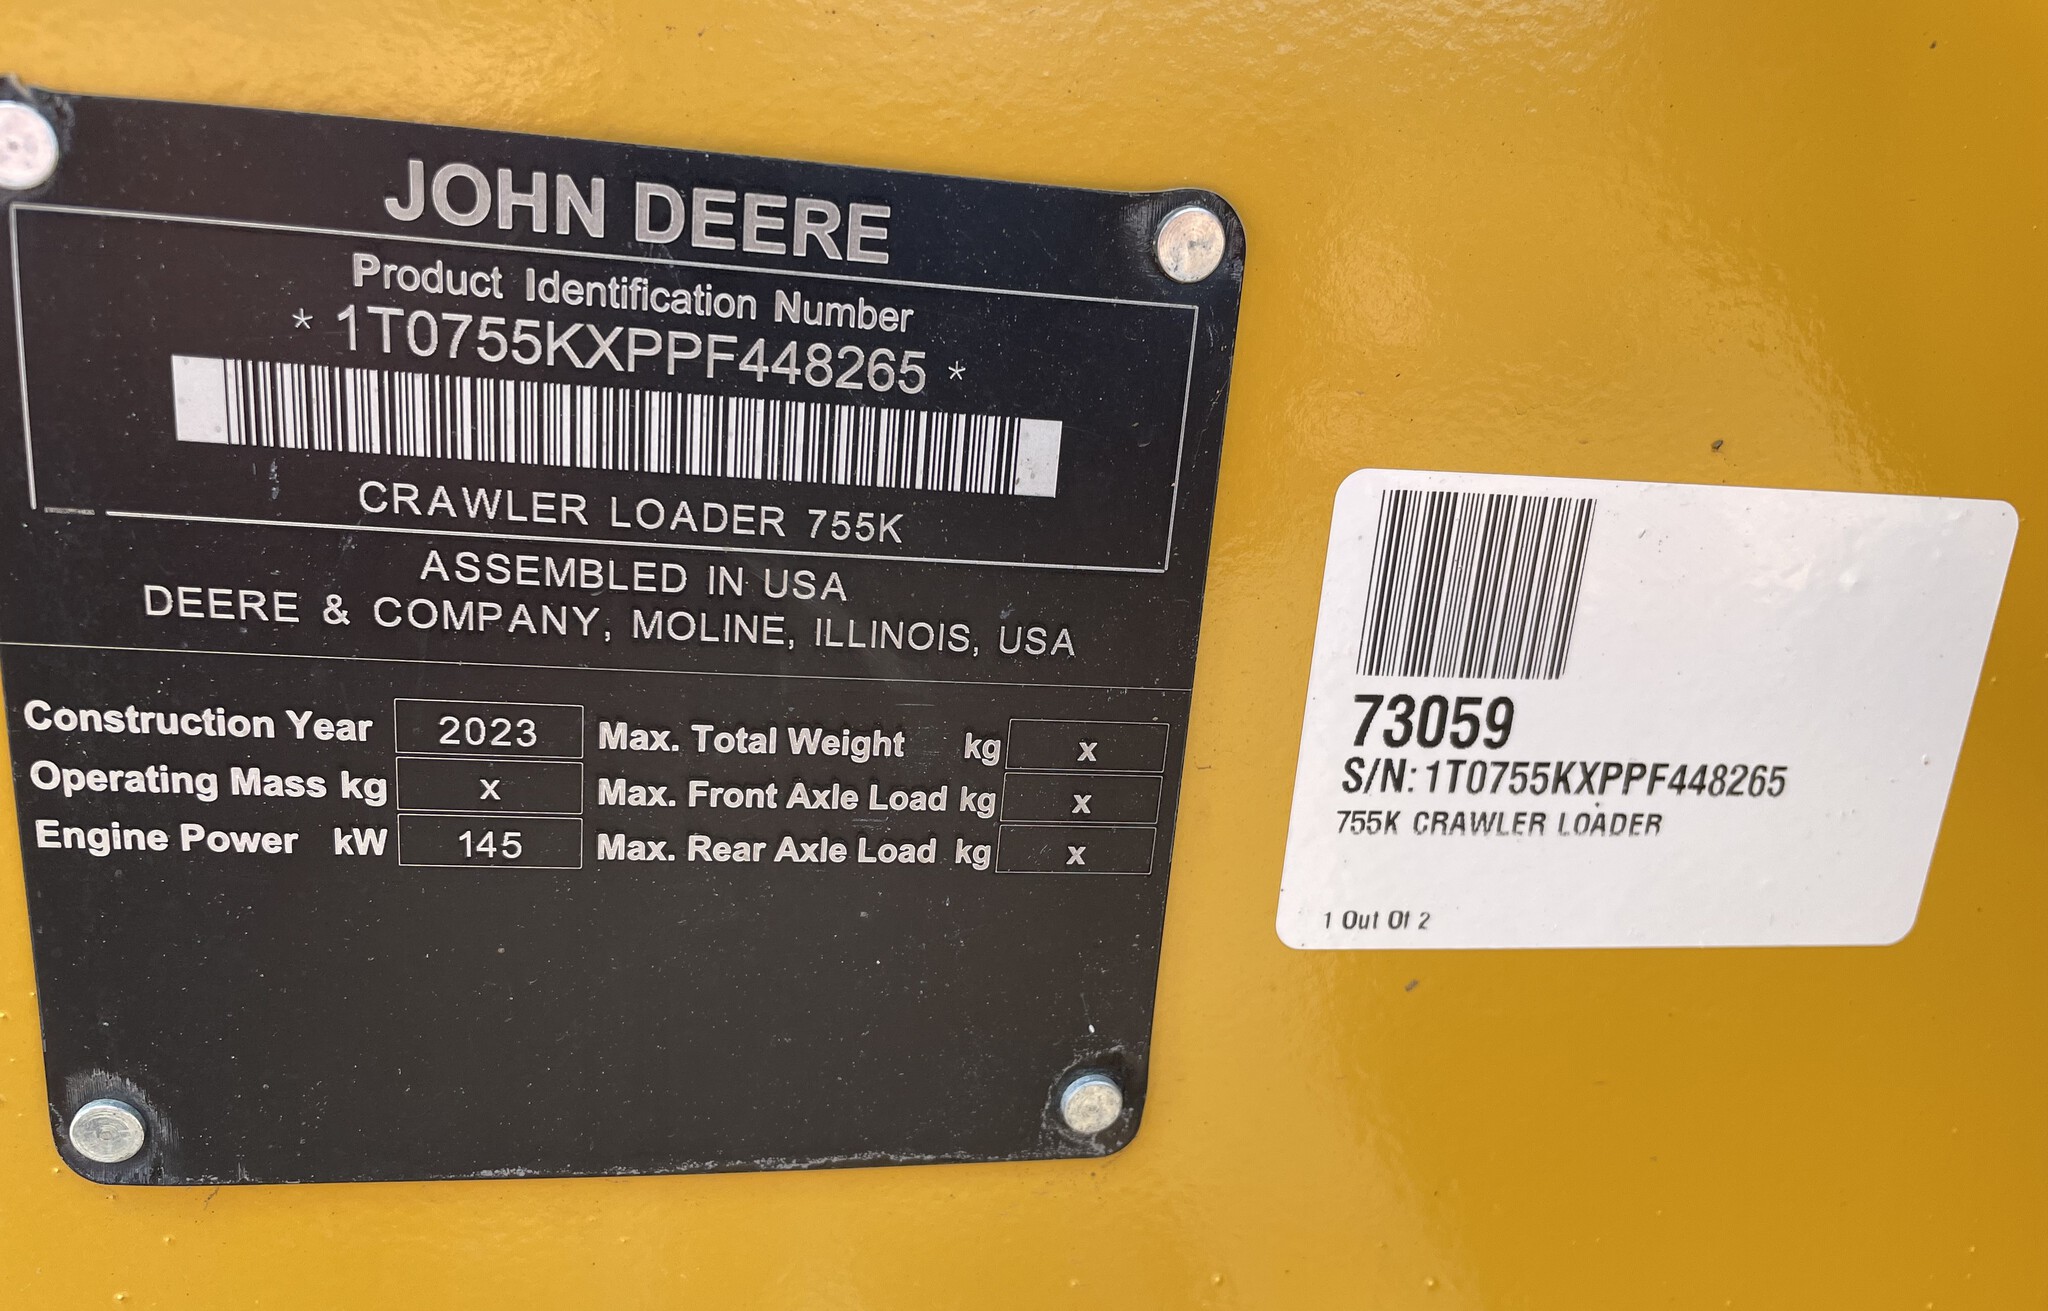 JOHN DEERE
Product Identification Number
* 1T0755KXPPF448265 *
CRAWLER LOADER 755K
ASSEMBLED IN USA
DEERE & COMPANY, MOLINE, ILLINOIS, USA
Construction Year 2023 Max. Total Weight kg x
Operating Mass kg x Max. Front Axle Load kg x
Engine Power kW 145 Max. Rear Axle Load kg x
73059
S/N: 1T0755KXPPF448265
755K CRAWLER LOADER
1 Out Of 2